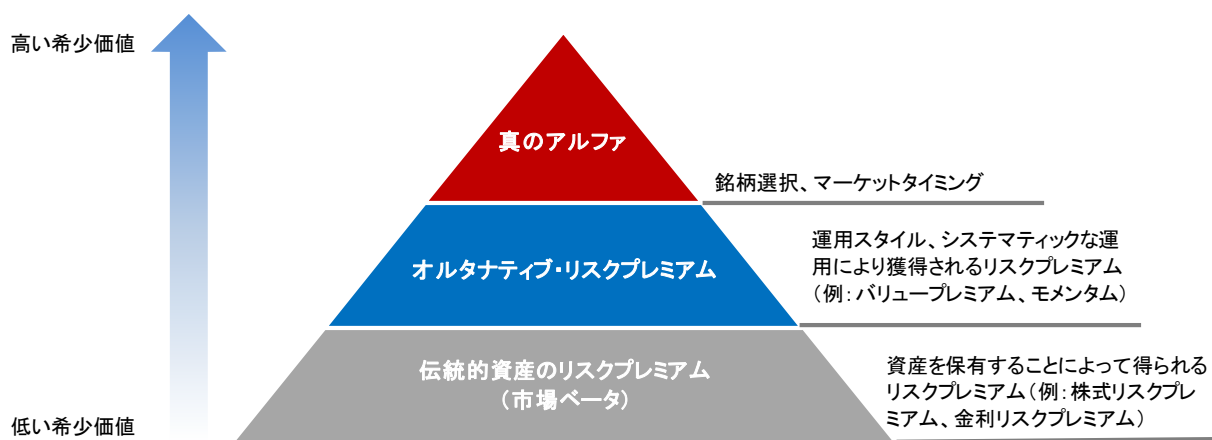 高い希少価値
真のアルファ
銘柄選択、マーケットタイミング
オルタナティブ・リスクプレミアム
運用スタイル、システマティックな運
用により獲得されるリスクプレミアム
（例：バリュープレミアム、モメンタム）
伝統的資産のリスクプレミアム
（市場ベータ）
資産を保有することによって得られる
リスクプレミアム（例：株式リスクプレ
ミアム、金利リスクプレミアム）
低い希少価値